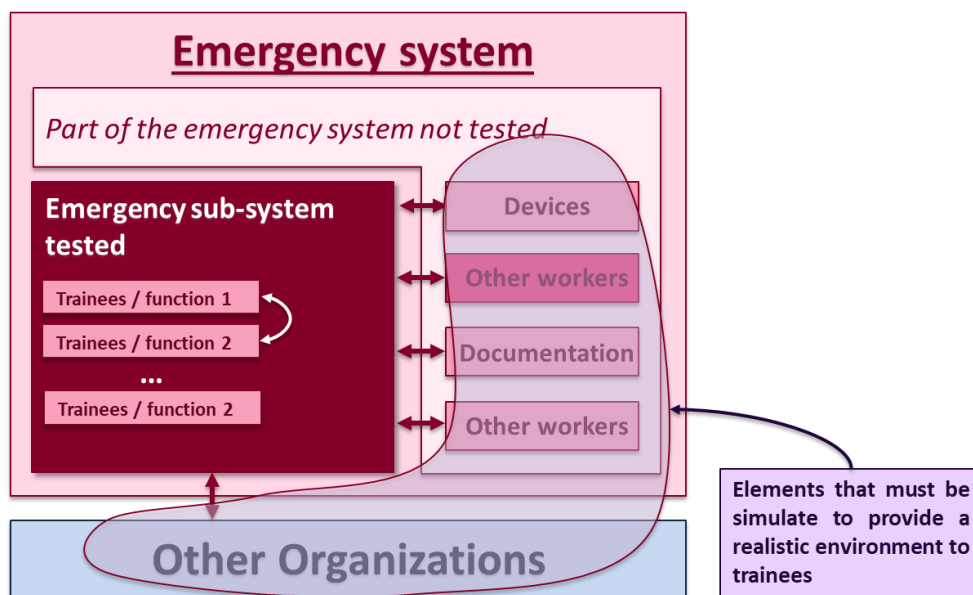 Emergency system
Part of the emergency system not tested
Emergency sub-system
tested
Trainees / function 1
Trainees / function 2
...
Trainees / function 2
Devices
Other workers
Documentation
Other workers
Other Organizations
Elements that must be
simulate to provide a
realistic environment to
trainees